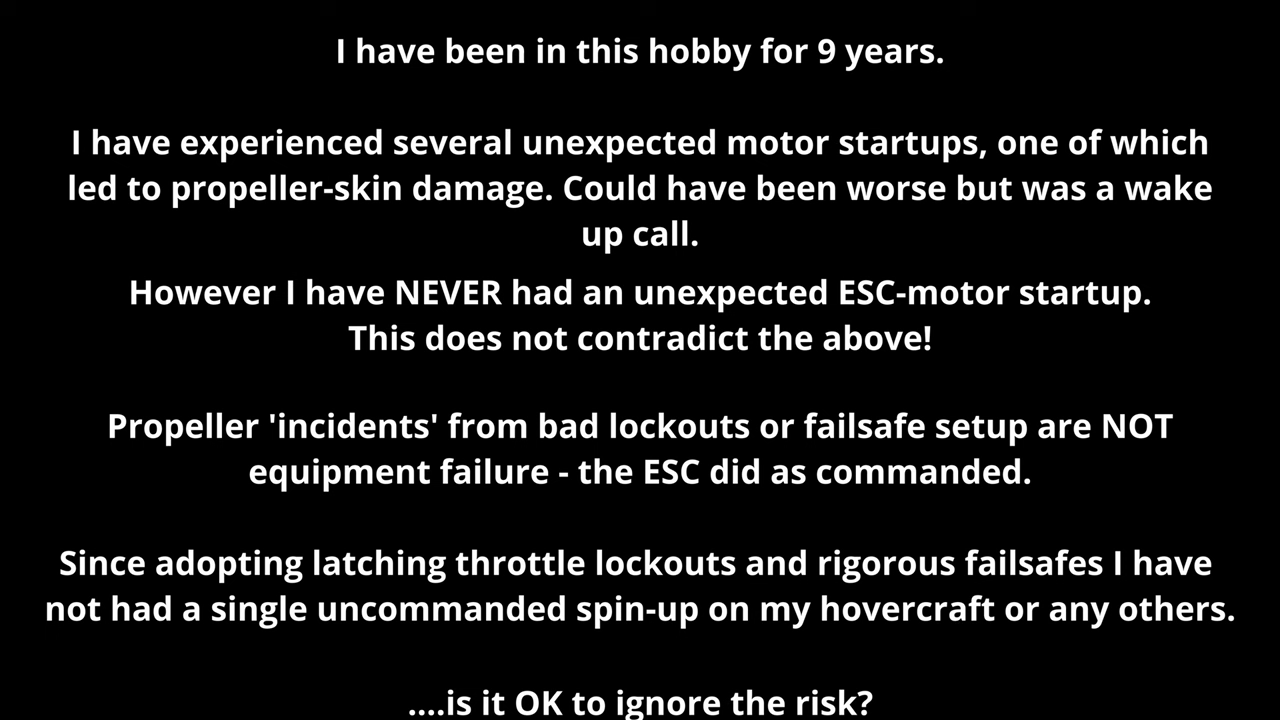 I have been in this hobby for 9 years.
I have experienced several unexpected motor startups, one of which
led to propeller-skin damage. Could have been worse but was a wake
up call.
However I have NEVER had an unexpected ESC-motor startup.
This does not contradict the above!
Propeller 'incidents' from bad lockouts or failsafe setup are NOT
equipment failure - the ESC did as commanded.
Since adopting latching throttle lockouts and rigorous failsafes I have
not had a single uncommanded spin-up on my hovercraft or any others.
....is it OK to ignore the risk?